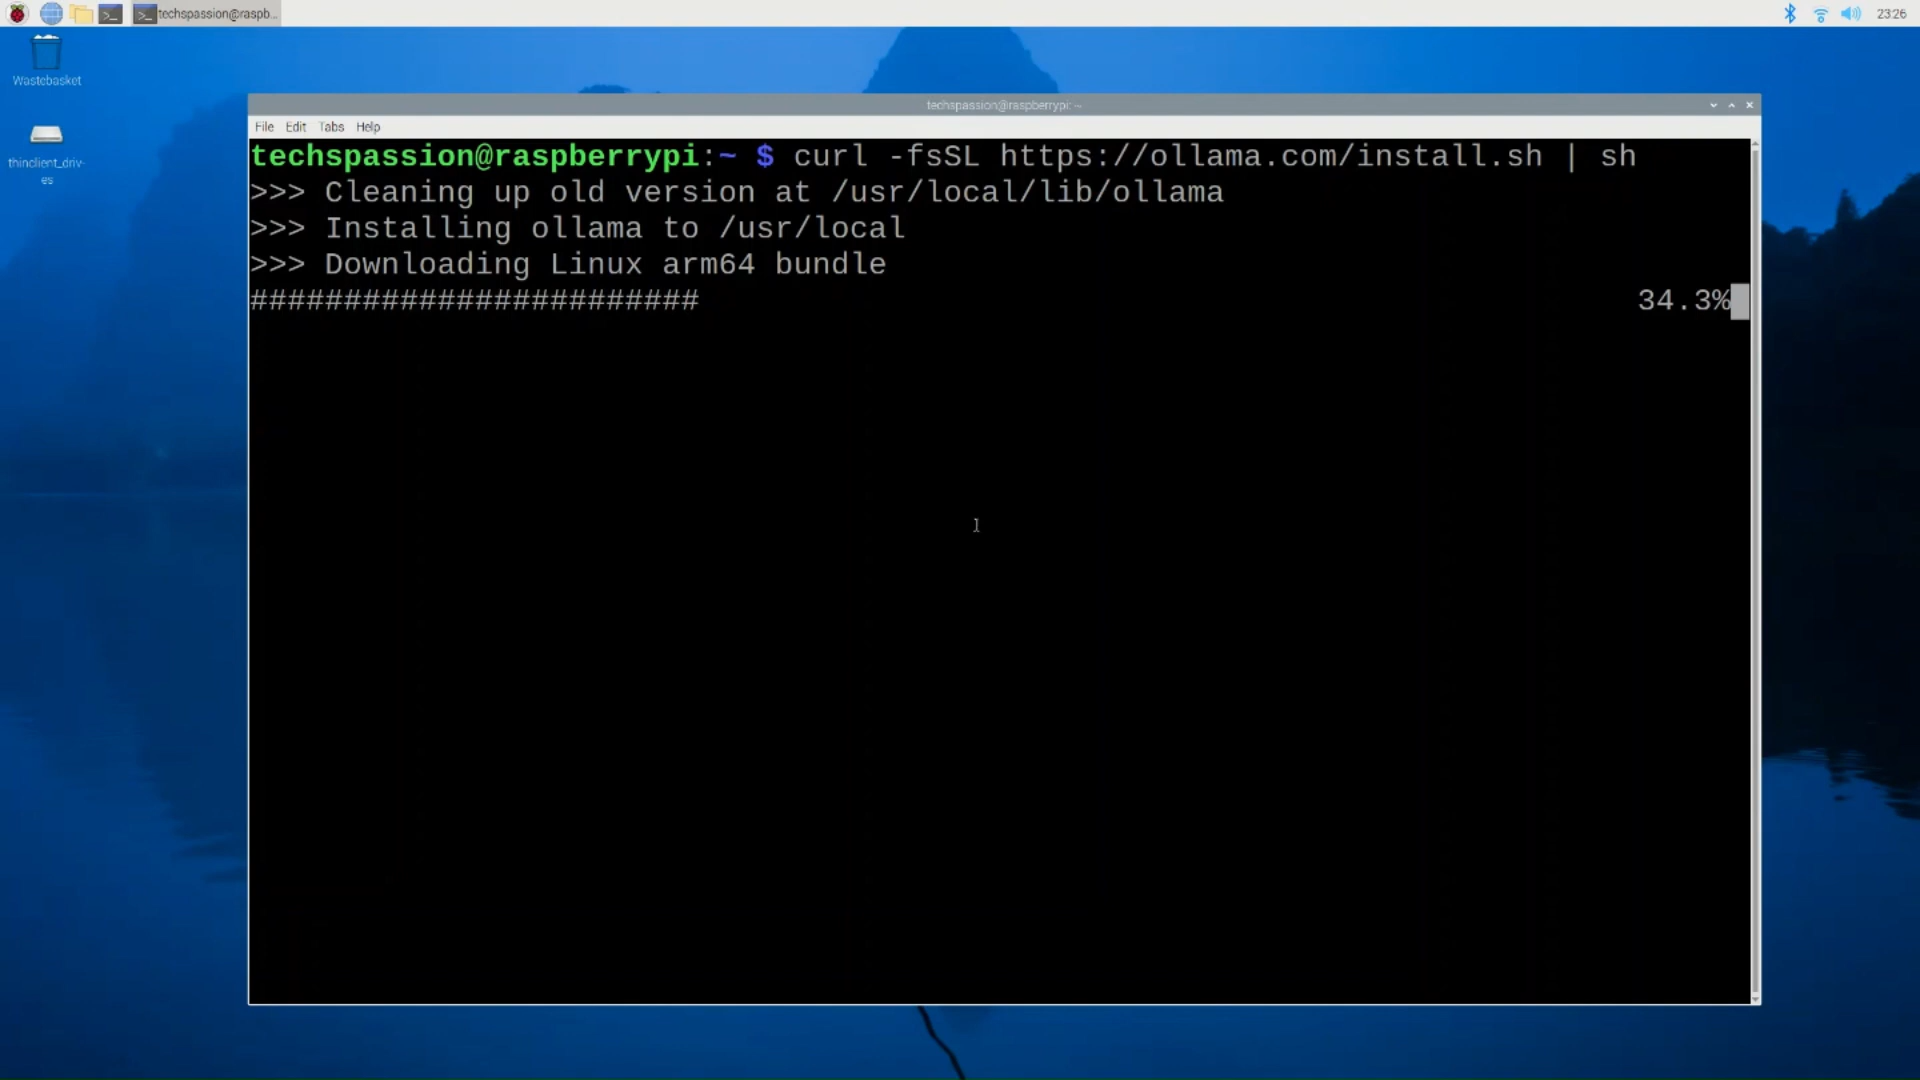 techspassion@raspb...
23:26
Wastebasket
thinclient_driv-
es
techspassion@raspberrypi: ~
File Edit Tabs Help
techspassion@raspberrypi:~ $ curl -fsSL https://ollama.com/install.sh | sh
>>> Cleaning up old version at /usr/local/lib/ollama
>>> Installing ollama to /usr/local
>>> Downloading Linux arm64 bundle
######################## 34.3%